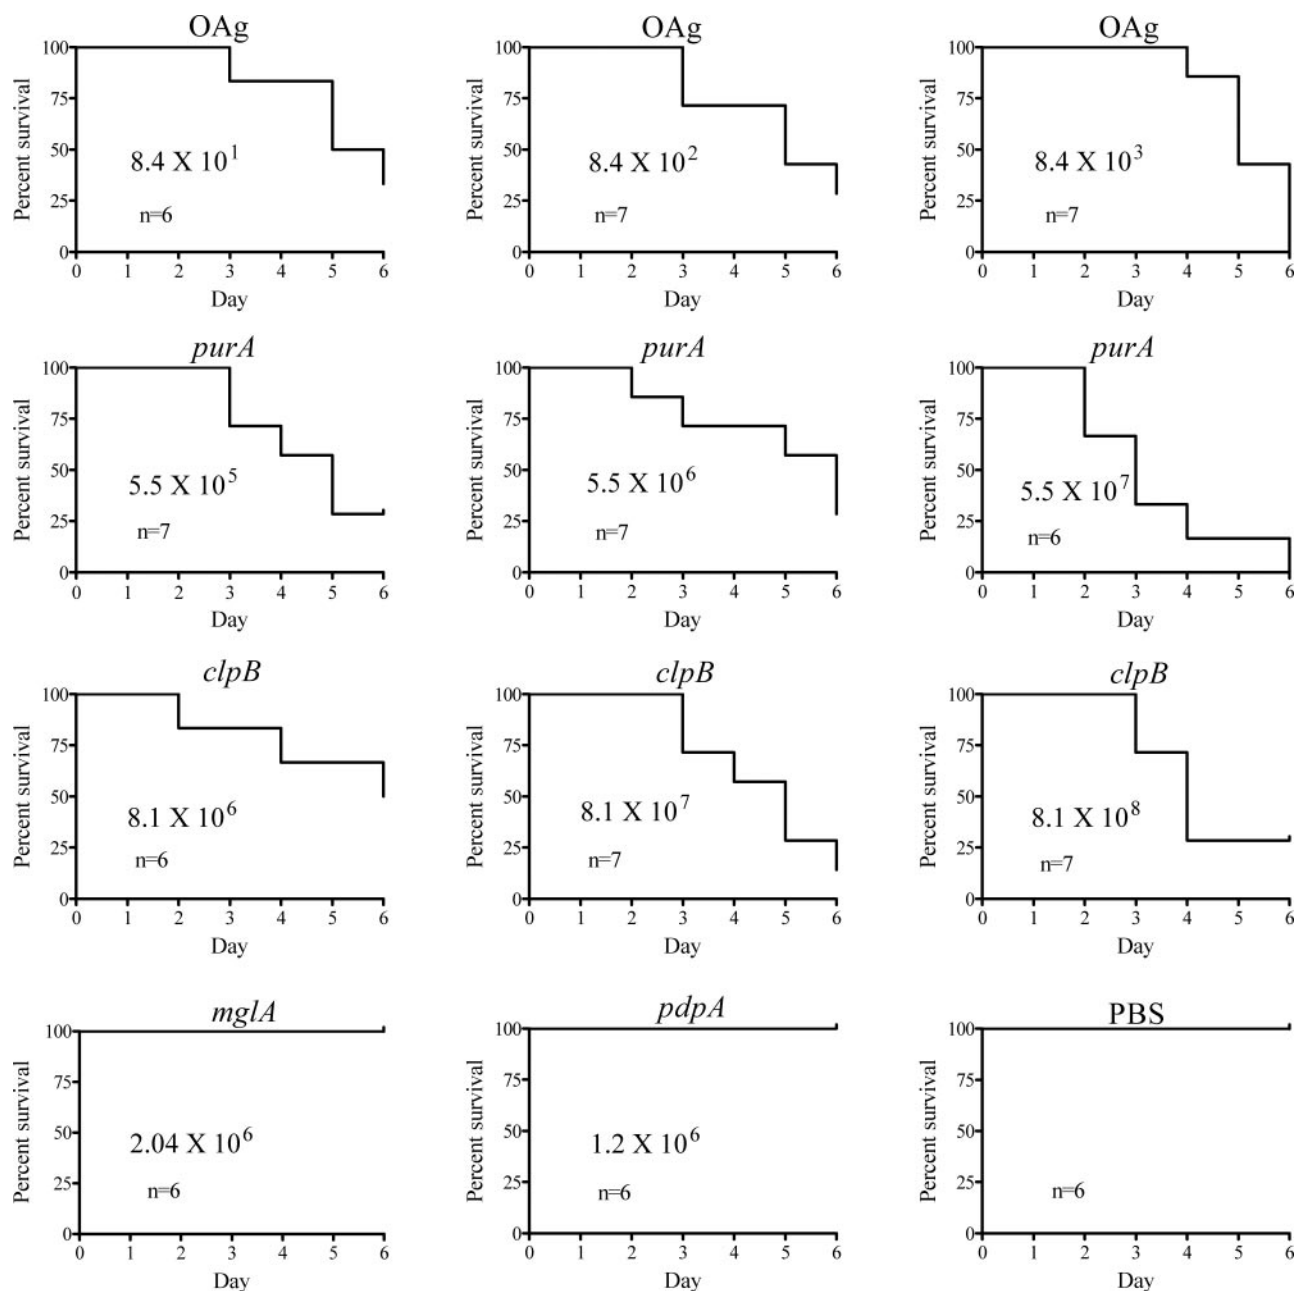 OAg
Percent survival
100
75
50
25
0
8.4 X 10^1
n=6
0 1 2 3 4 5 6
Day
OAg
Percent survival
100
75
50
25
0
8.4 X 10^2
n=7
0 1 2 3 4 5 6
Day
OAg
Percent survival
100
75
50
25
0
8.4 X 10^3
n=7
0 1 2 3 4 5 6
Day
purA
Percent survival
100
75
50
25
0
5.5 X 10^5
n=7
0 1 2 3 4 5 6
Day
purA
Percent survival
100
75
50
25
0
5.5 X 10^6
n=7
0 1 2 3 4 5 6
Day
purA
Percent survival
100
75
50
25
0
5.5 X 10^7
n=6
0 1 2 3 4 5 6
Day
clpB
Percent survival
100
75
50
25
0
8.1 X 10^6
n=6
0 1 2 3 4 5 6
Day
clpB
Percent survival
100
75
50
25
0
8.1 X 10^7
n=7
0 1 2 3 4 5 6
Day
clpB
Percent survival
100
75
50
25
0
8.1 X 10^8
n=7
0 1 2 3 4 5 6
Day
mglA
Percent survival
100
75
50
25
0
2.04 X 10^6
n=6
0 1 2 3 4 5 6
Day
pdpA
Percent survival
100
75
50
25
0
1.2 X 10^6
n=6
0 1 2 3 4 5 6
Day
PBS
Percent survival
100
75
50
25
0
n=6
0 1 2 3 4 5 6
Day